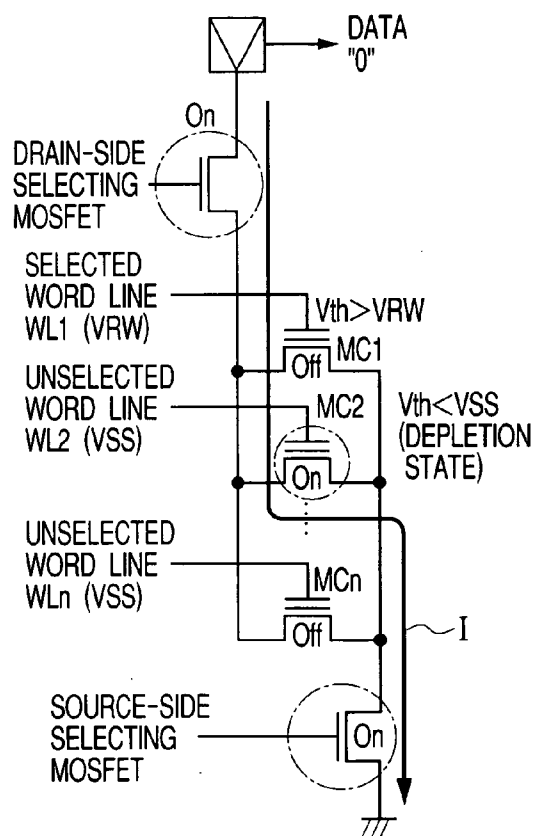 DATA
"0"
On
DRAIN-SIDE
SELECTING
MOSFET
SELECTED
WORD LINE
WL1 (VRW)
Vth>VRW
Off
MC1
UNSELECTED
WORD LINE
WL2 (VSS)
MC2
On
Vth<VSS
(DEPLETION
STATE)
UNSELECTED
WORD LINE
WLn (VSS)
MCn
Off
I
SOURCE-SIDE
SELECTING
MOSFET
On